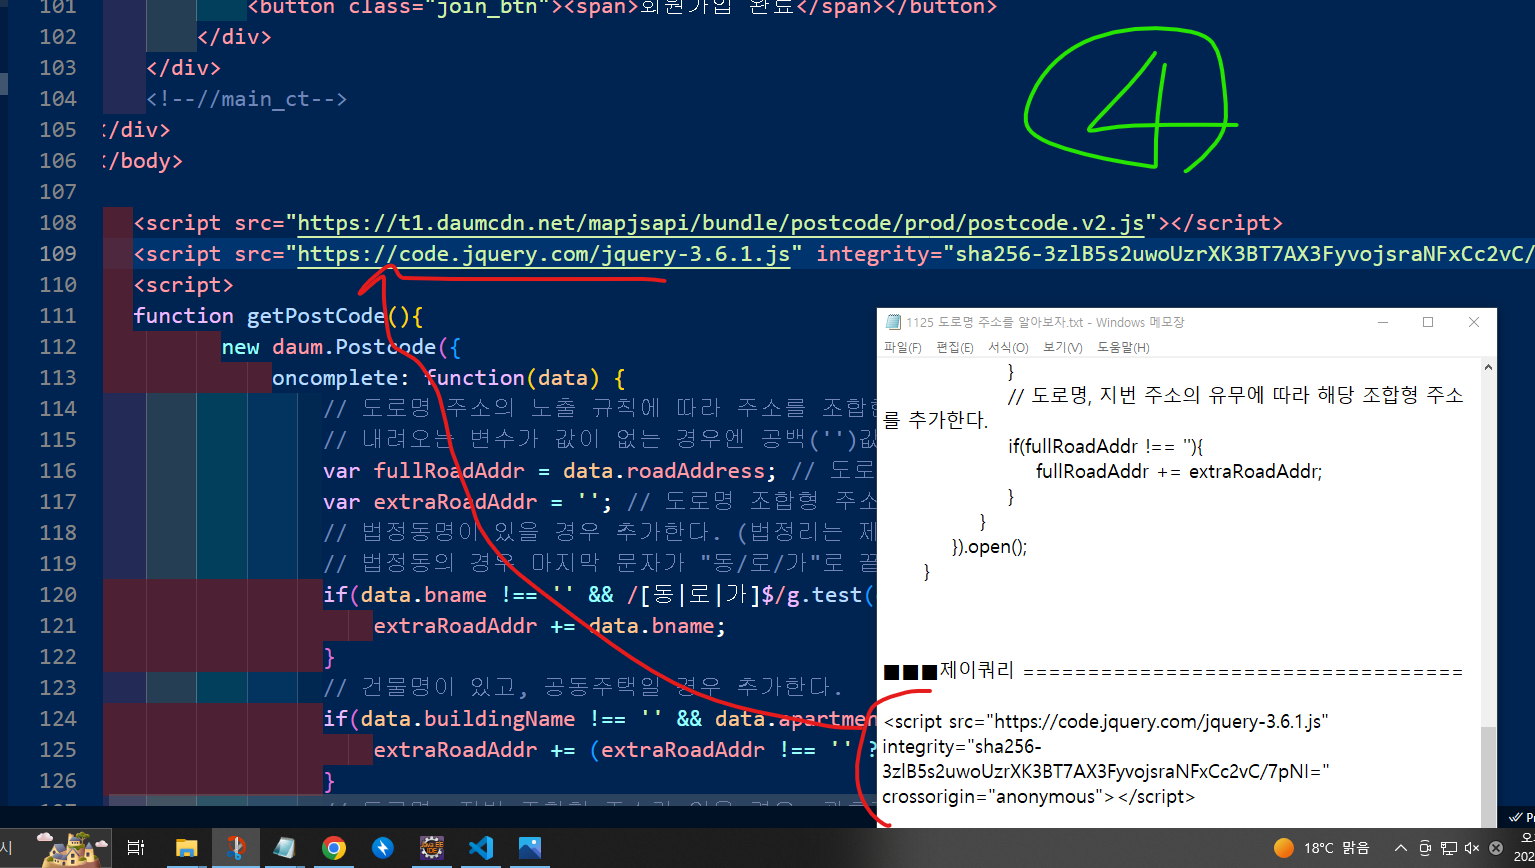 101 <button class="join_btn"><span>회원가입 완료</span></button>
102 </div>
103 </div>
104 <!--//main_ct-->
105 </div>
106 </body>
107
108 <script src="https://t1.daumcdn.net/mapjsapi/bundle/postcode/prod/postcode.v2.js"></script>
109 <script src="https://code.jquery.com/jquery-3.6.1.js" integrity="sha256-3zlB5s2uwoUzrXK3BT7AX3FyvojsraNFxCc2vC/
110 <script>
111 function getPostCode(){
112 new daum.Postcode({
113 oncomplete: function(data) {
114 // 도로명 주소의 노출 규칙에 따라 주소를 조합한
115 // 내려오는 변수가 값이 없는 경우엔 공백('')값
116 var fullRoadAddr = data.roadAddress; // 도로
117 var extraRoadAddr = ''; // 도로명 조합형 주소
118 // 법정동명이 있을 경우 추가한다. (법정리는 제
119 // 법정동의 경우 마지막 문자가 "동/로/가"로 끝
120 if(data.bname !== '' && /[동|로|가]$/g.test(
121 extraRoadAddr += data.bname;
122 }
123 // 건물명이 있고, 공동주택일 경우 추가한다.
124 if(data.buildingName !== '' && data.apartmen
125 extraRoadAddr += (extraRoadAddr !== '' ?
126 }
4
1125 도로명 주소를 알아보자.txt - Windows 메모장
파일(F) 편집(E) 서식(O) 보기(V) 도움말(H)
}
// 도로명, 지번 주소의 유무에 따라 해당 조합형 주소
를 추가한다.
if(fullRoadAddr !== ''){
fullRoadAddr += extraRoadAddr;
}
}
}).open();
}
■■■제이쿼리 ==================================
<script src="https://code.jquery.com/jquery-3.6.1.js"
integrity="sha256-
3zlB5s2uwoUzrXK3BT7AX3FyvojsraNFxCc2vC/7pNI="
crossorigin="anonymous"></script>
시
18°C 맑음